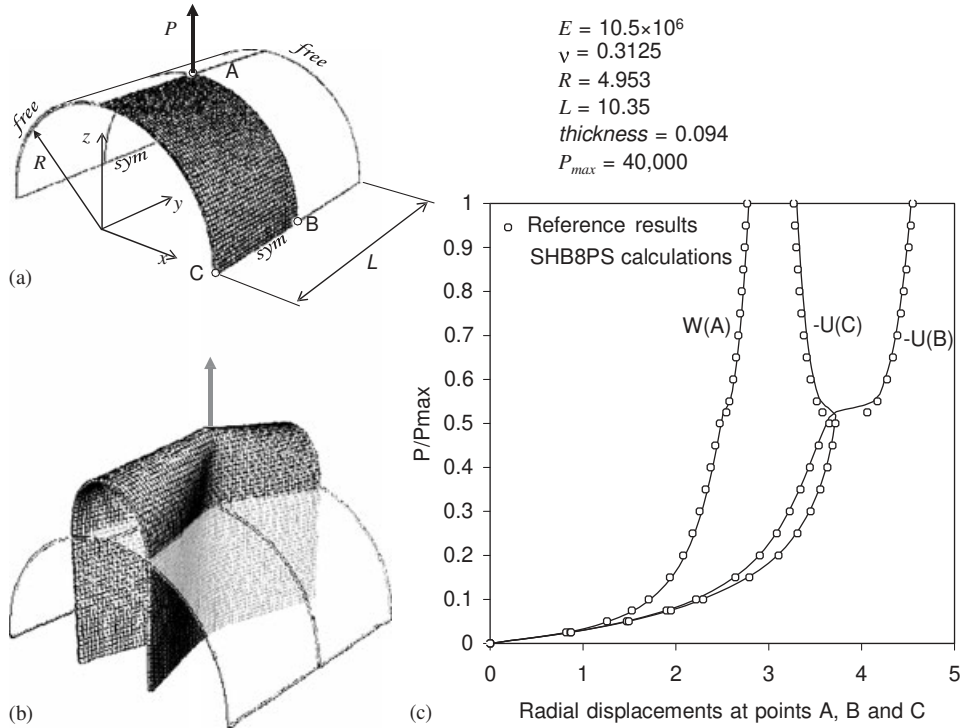 P
A
free
free
R
z
sym
y
x
B
sym
C
L
(a)
E = 10.5×10⁶
ν = 0.3125
R = 4.953
L = 10.35
thickness = 0.094
P_max = 40,000
(b)
P/Pmax
1
0.9
0.8
0.7
0.6
0.5
0.4
0.3
0.2
0.1
0
Reference results
SHB8PS calculations
W(A)
-U(C)
-U(B)
0 1 2 3 4 5
(c)
Radial displacements at points A, B and C